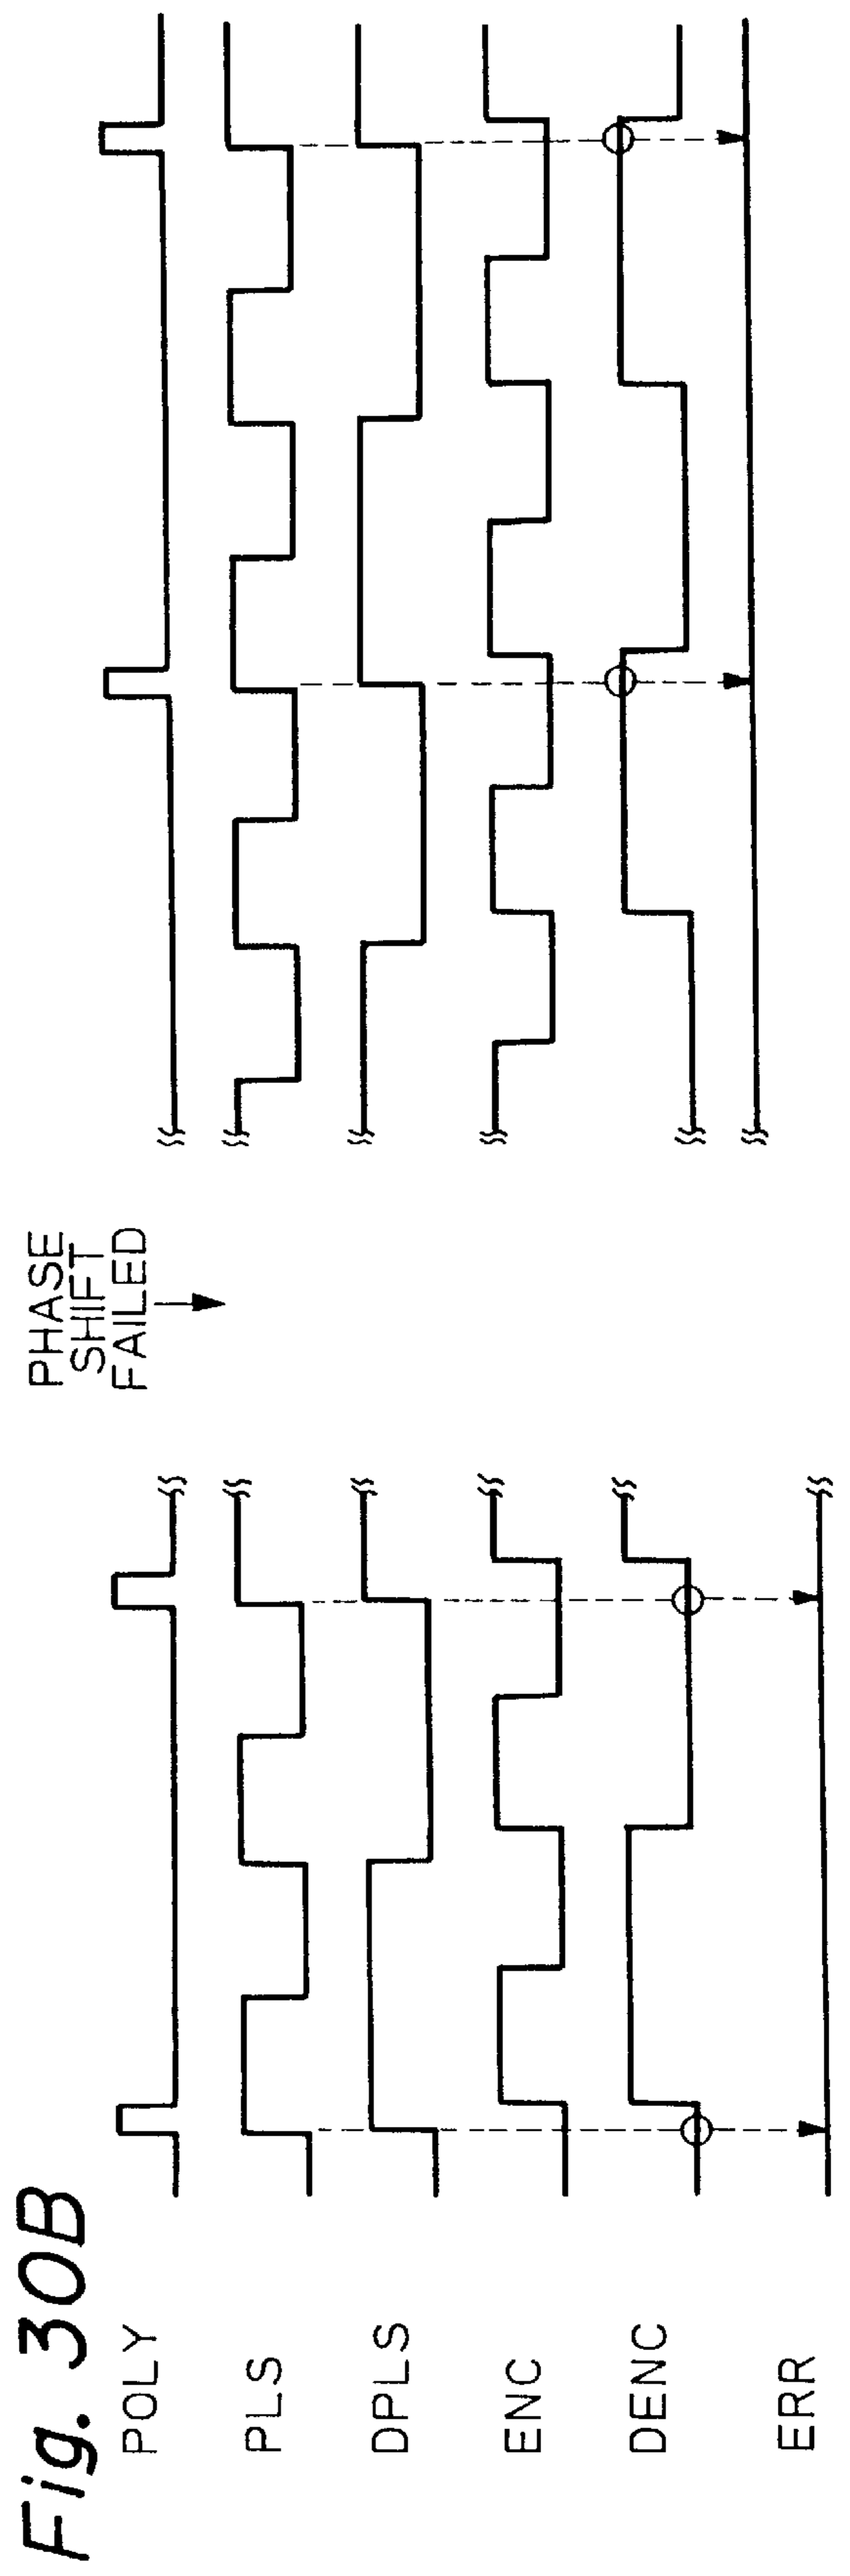 Fig. 30B
PHASE
SHIFT
FAILED
POLY
PLS
DPLS
ENC
DENC
ERR